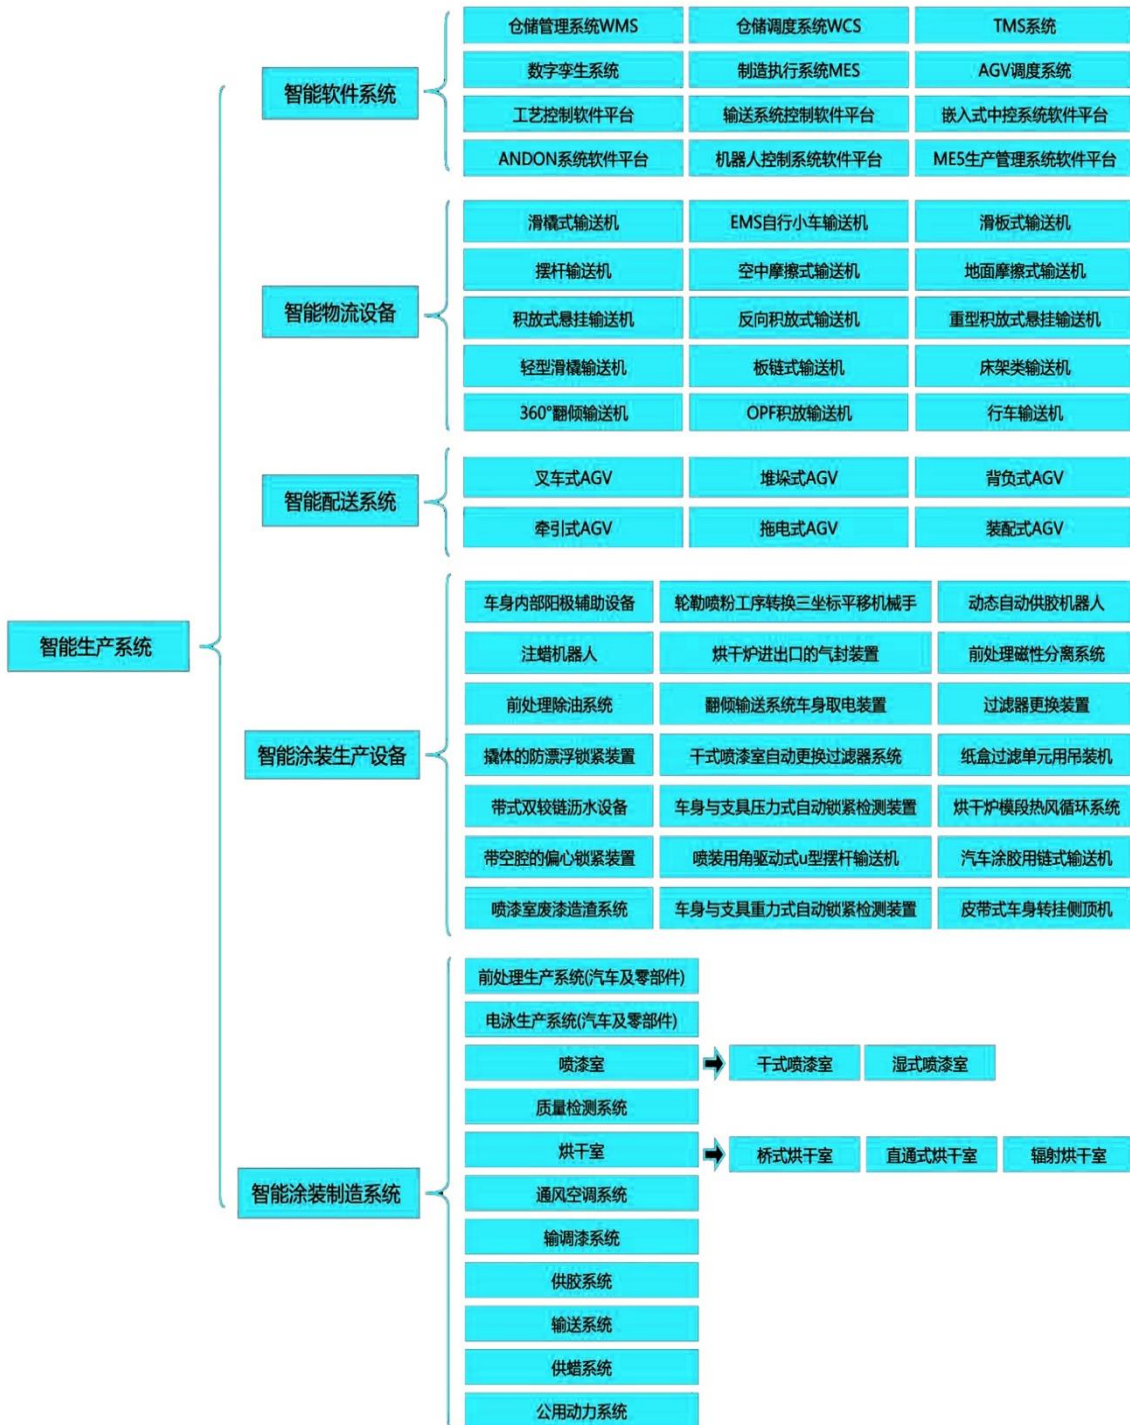 仓储管理系统WMS
仓储调度系统WCS
TMS系统
数字孪生系统
制造执行系统MES
AGV调度系统
智能软件系统
工艺控制软件平台
输送系统控制软件平台
嵌入式中控系统软件平台
ANDON系统软件平台
机器人控制系统软件平台
ME5生产管理系统软件平台
滑橇式输送机
EMS自行小车输送机
滑板式输送机
摆杆输送机
空中摩擦式输送机
地面摩擦式输送机
智能物流设备
积放式悬挂输送机
反向积放式输送机
重型积放式悬挂输送机
轻型滑橇输送机
板链式输送机
床架类输送机
360°翻倾输送机
OPF积放输送机
行车输送机
叉车式AGV
堆垛式AGV
背负式AGV
智能配送系统
牵引式AGV
拖电式AGV
装配式AGV
智能生产系统
车身内部阳极辅助设备
轮勒喷粉工序转换三坐标平移机械手
动态自动供胶机器人
注蜡机器人
烘干炉进出口的气封装置
前处理磁性分离系统
前处理除油系统
翻倾输送系统车身取电装置
过滤器更换装置
智能涂装生产设备
撬体的防漂浮锁紧装置
干式喷漆室自动更换过滤器系统
纸盒过滤单元用吊装机
带式双较链沥水设备
车身与支具压力式自动锁紧检测装置
烘干炉模段热风循环系统
带空腔的偏心锁紧装置
喷装用角驱动式u型摆杆输送机
汽车涂胶用链式输送机
喷漆室废漆造渣系统
车身与支具重力式自动锁紧检测装置
皮带式车身转挂侧顶机
智能涂装制造系统
前处理生产系统(汽车及零部件)
电泳生产系统(汽车及零部件)
喷漆室
干式喷漆室
湿式喷漆室
质量检测系统
烘干室
桥式烘干室
直通式烘干室
辐射烘干室
通风空调系统
输调漆系统
供胶系统
输送系统
供蜡系统
公用动力系统